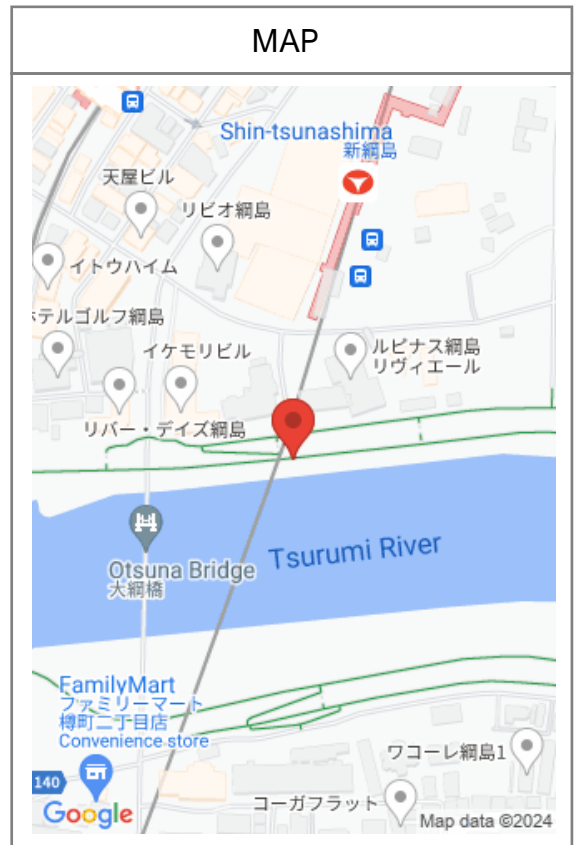 MAP
Shin-tsunashima
新綱島
天屋ビル
リビオ綱島
イトウハイム
ホテルゴルフ綱島
イケモリビル
ルピナス綱島
リヴィエール
リバー・デイズ綱島
Tsurumi River
Otsuna Bridge
大綱橋
FamilyMart
ファミリーマート
樽町二丁目店
Convenience store
ワコーレ綱島1
140
コーガフラット
Google
Map data ©2024